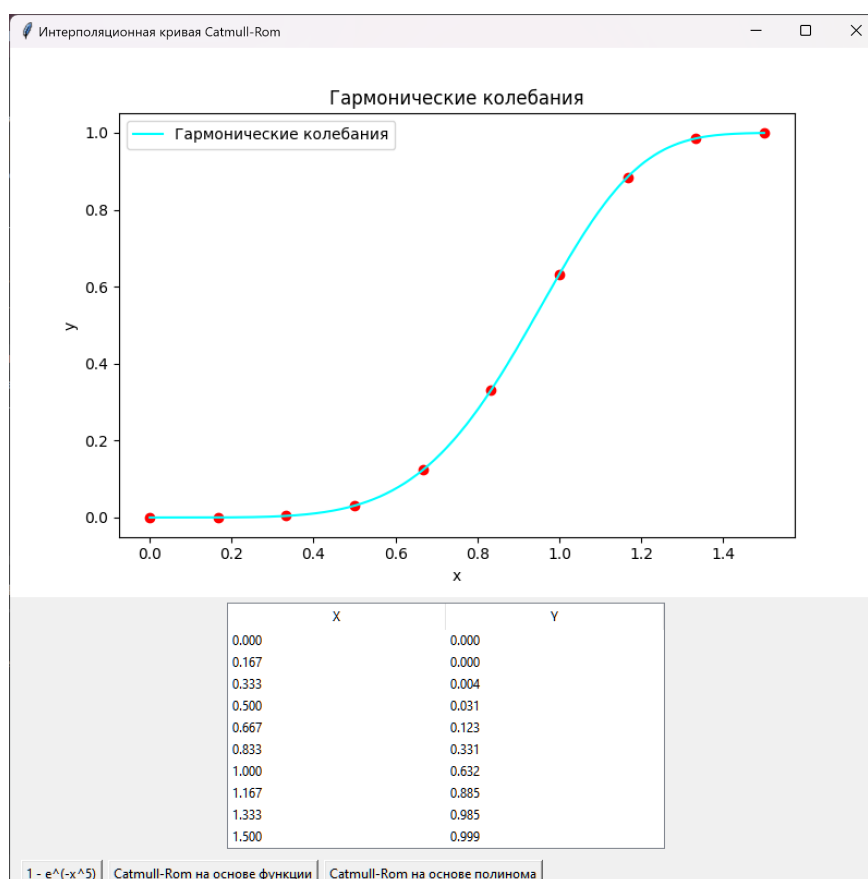 Интерполяционная кривая Catmull-Rom
Гармонические колебания
Гармонические колебания
1.0
0.8
0.6
y
0.4
0.2
0.0
0.0 0.2 0.4 0.6 0.8 1.0 1.2 1.4
x
X Y
0.000 0.000
0.167 0.000
0.333 0.004
0.500 0.031
0.667 0.123
0.833 0.331
1.000 0.632
1.167 0.885
1.333 0.985
1.500 0.999
1 - e^(-x^5) Catmull-Rom на основе функции Catmull-Rom на основе полинома